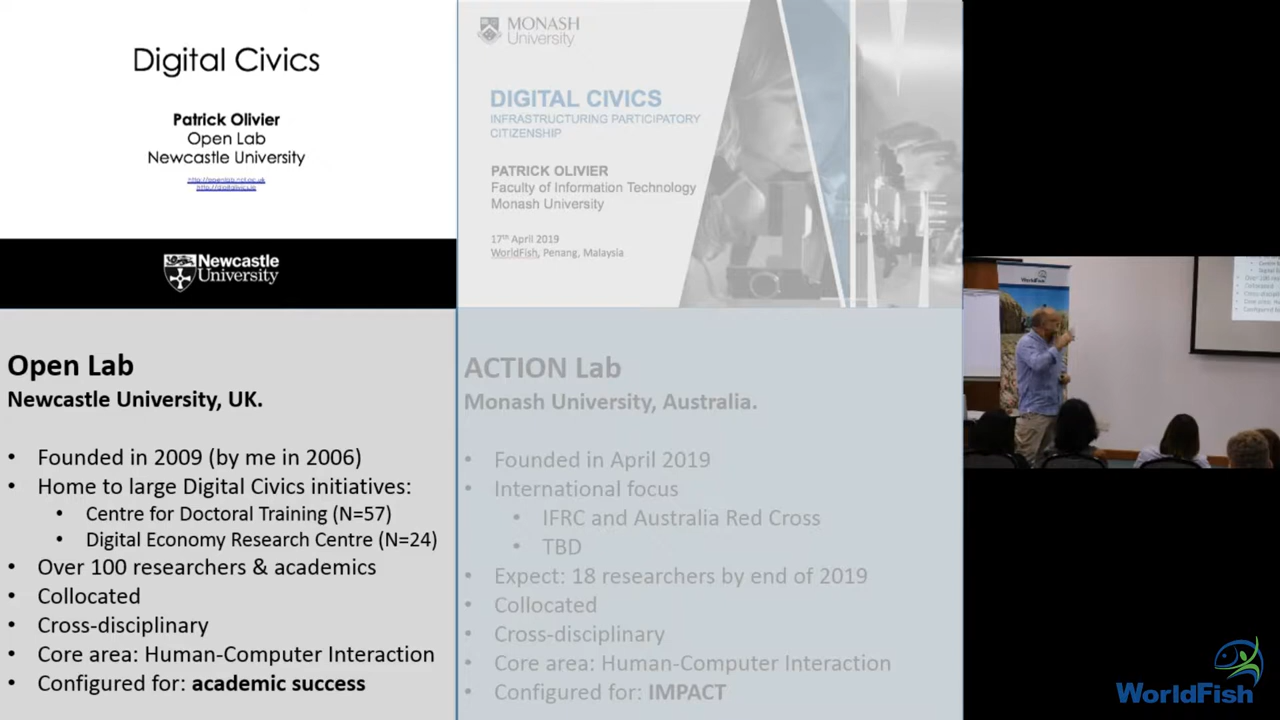 Digital Civics
Patrick Olivier
Open Lab
Newcastle University
Newcastle
University
MONASH
University
DIGITAL CIVICS
INFRASTRUCTURING PARTICIPATORY
CITIZENSHIP
PATRICK OLIVIER
Faculty of Information Technology
Monash University
17th April 2019
WorldFish, Penang, Malaysia
Open Lab
Newcastle University, UK.
• Founded in 2009 (by me in 2006)
• Home to large Digital Civics initiatives:
• Centre for Doctoral Training (N=57)
• Digital Economy Research Centre (N=24)
• Over 100 researchers & academics
• Collocated
• Cross-disciplinary
• Core area: Human-Computer Interaction
• Configured for: academic success
ACTION Lab
Monash University, Australia.
• Founded in April 2019
• International focus
• IFRC and Australia Red Cross
• TBD
• Expect: 18 researchers by end of 2019
• Collocated
• Cross-disciplinary
• Core area: Human-Computer Interaction
• Configured for: IMPACT
WorldFish
WorldFish